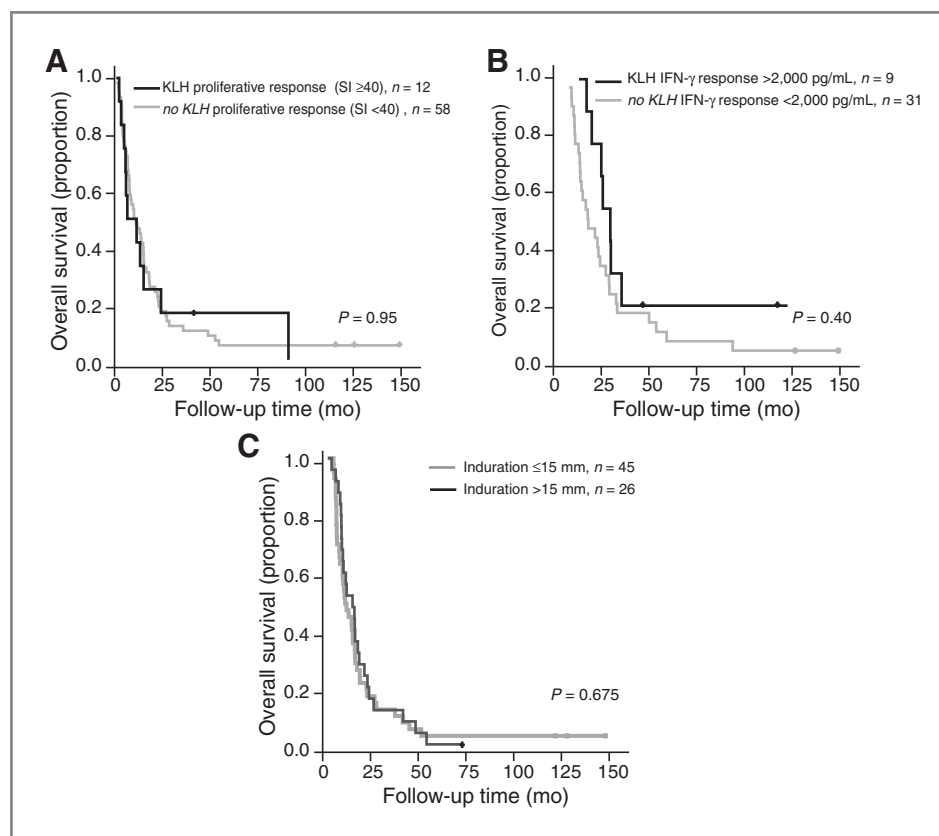 A
KLH proliferative response (SI ≥40), n = 12
no KLH proliferative response (SI <40) , n = 58
Overall survival (proportion)
1.0
0.8
0.6
0.4
0.2
0.0
P = 0.95
0 25 50 75 100 125 150
Follow-up time (mo)
B
KLH IFN-γ response >2,000 pg/mL, n = 9
no KLH IFN-γ response <2,000 pg/mL, n = 31
Overall survival (proportion)
1.0
0.8
0.6
0.4
0.2
0.0
P = 0.40
0 25 50 75 100 125 150
Follow-up time (mo)
C
Induration ≤15 mm, n = 45
Induration >15 mm, n = 26
Overall survival (proportion)
1.0
0.8
0.6
0.4
0.2
0.0
P = 0.675
0 25 50 75 100 125 150
Follow-up time (mo)